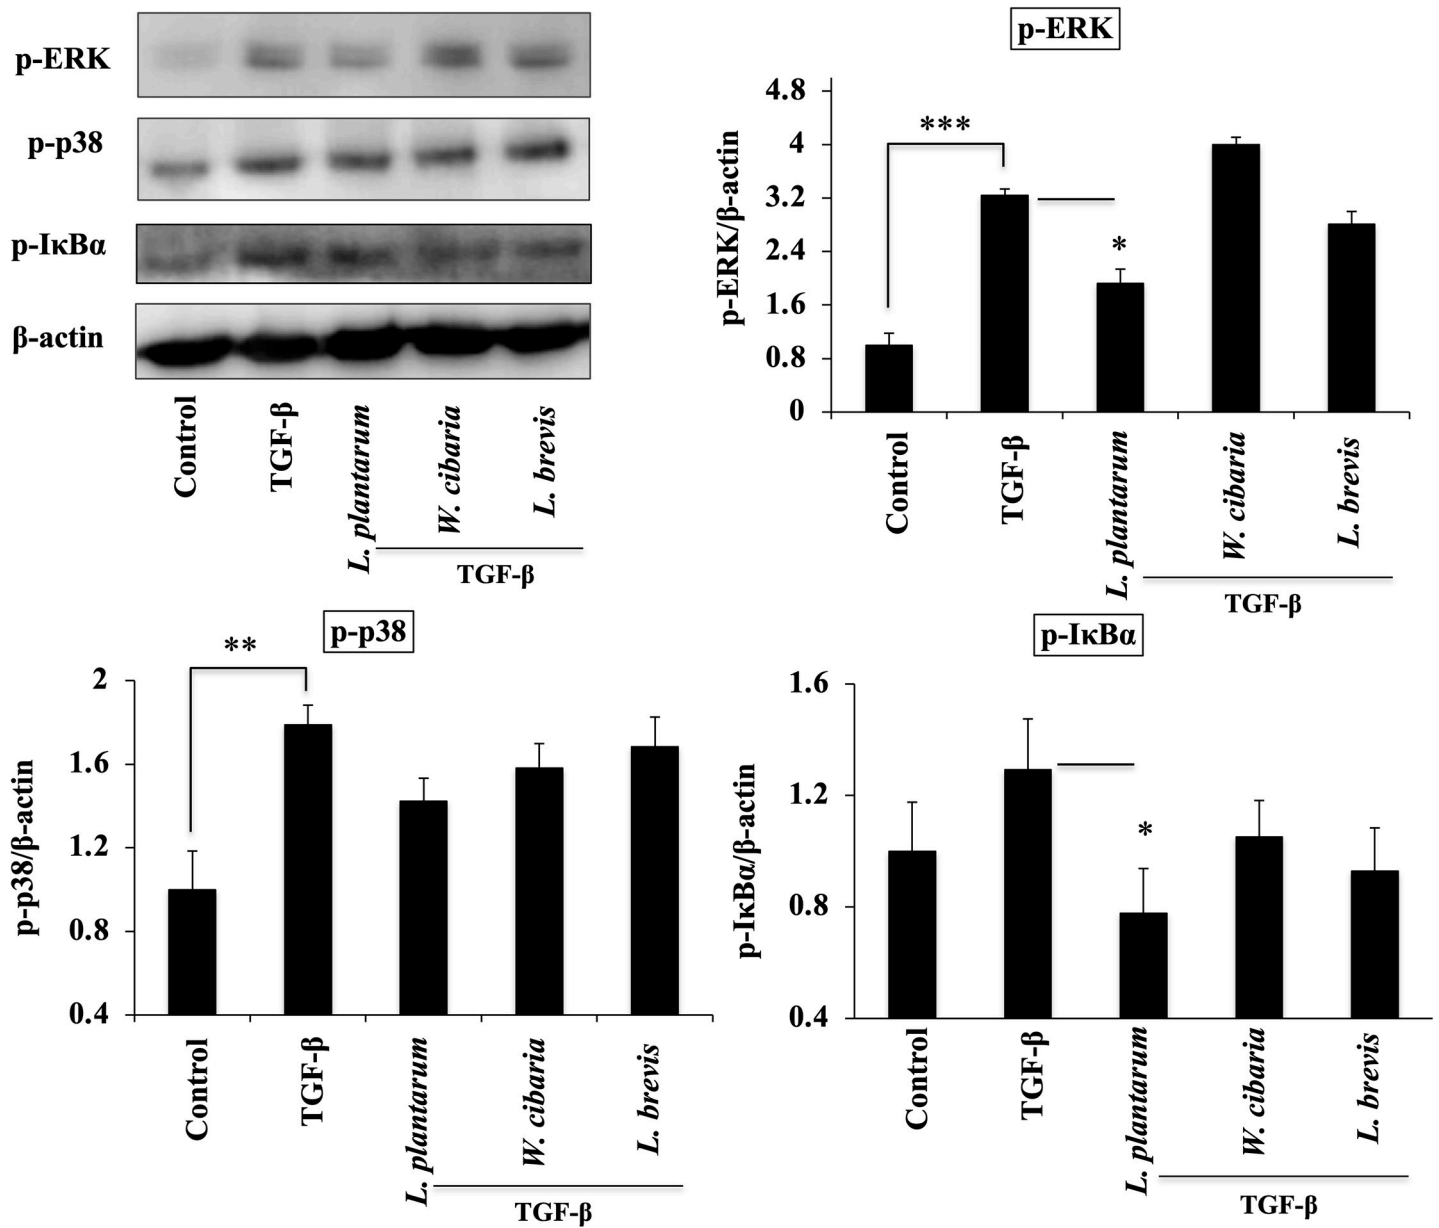 p-ERK
p-p38
p-IκBα
β-actin
Control
TGF-β
L. plantarum
W. cibaria
L. brevis
TGF-β
p-ERK
p-ERK/β-actin
4.8
4
3.2
2.4
1.6
0.8
0
***
*
Control
TGF-β
L. plantarum
W. cibaria
L. brevis
TGF-β
p-p38
p-p38/β-actin
2
1.6
1.2
0.8
0.4
**
Control
TGF-β
L. plantarum
W. cibaria
L. brevis
TGF-β
p-IκBα
p-IκBα/β-actin
1.6
1.2
0.8
0.4
*
Control
TGF-β
L. plantarum
W. cibaria
L. brevis
TGF-β